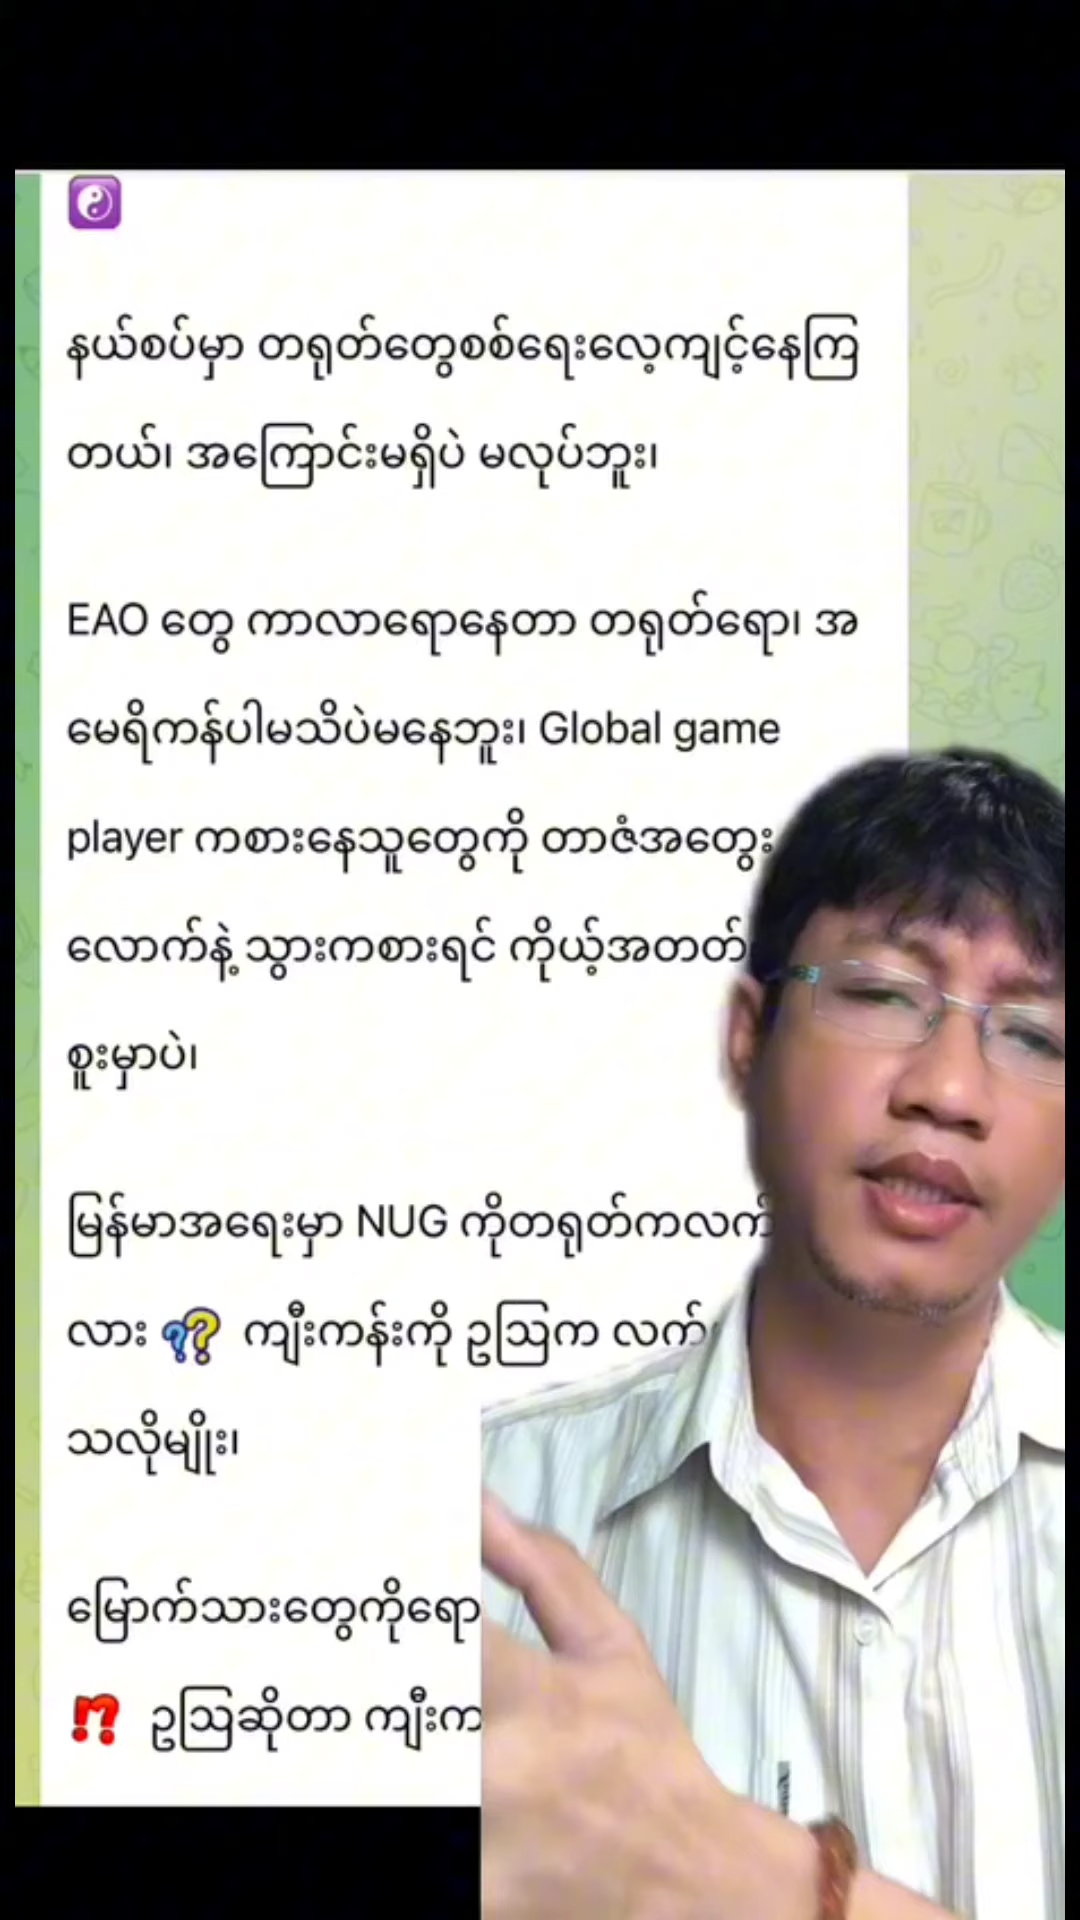 နယ်စပ်မှာ တရုတ်တွေစစ်ရေးလေ့ကျင့်နေကြ
တယ်၊ အကြောင်းမရှိပဲ မလုပ်ဘူး၊
EAO တွေ ကာလာရောနေတာ တရုတ်ရော၊ အ
မေရိကန်ပါမသိပဲမနေဘူး၊ Global game
player ကစားနေသူတွေကို တာဇံအတွေး
လောက်နဲ့ သွားကစားရင် ကိုယ့်အတတ်
စူးမှာပဲ၊
မြန်မာအရေးမှာ NUG ကိုတရုတ်ကလက်
လား ⁇ ကျီးကန်းကို ဥဩက လက်
သလိုမျိုး၊
မြောက်သားတွေကိုရော
⁉ ဥဩဆိုတာ ကျီးက